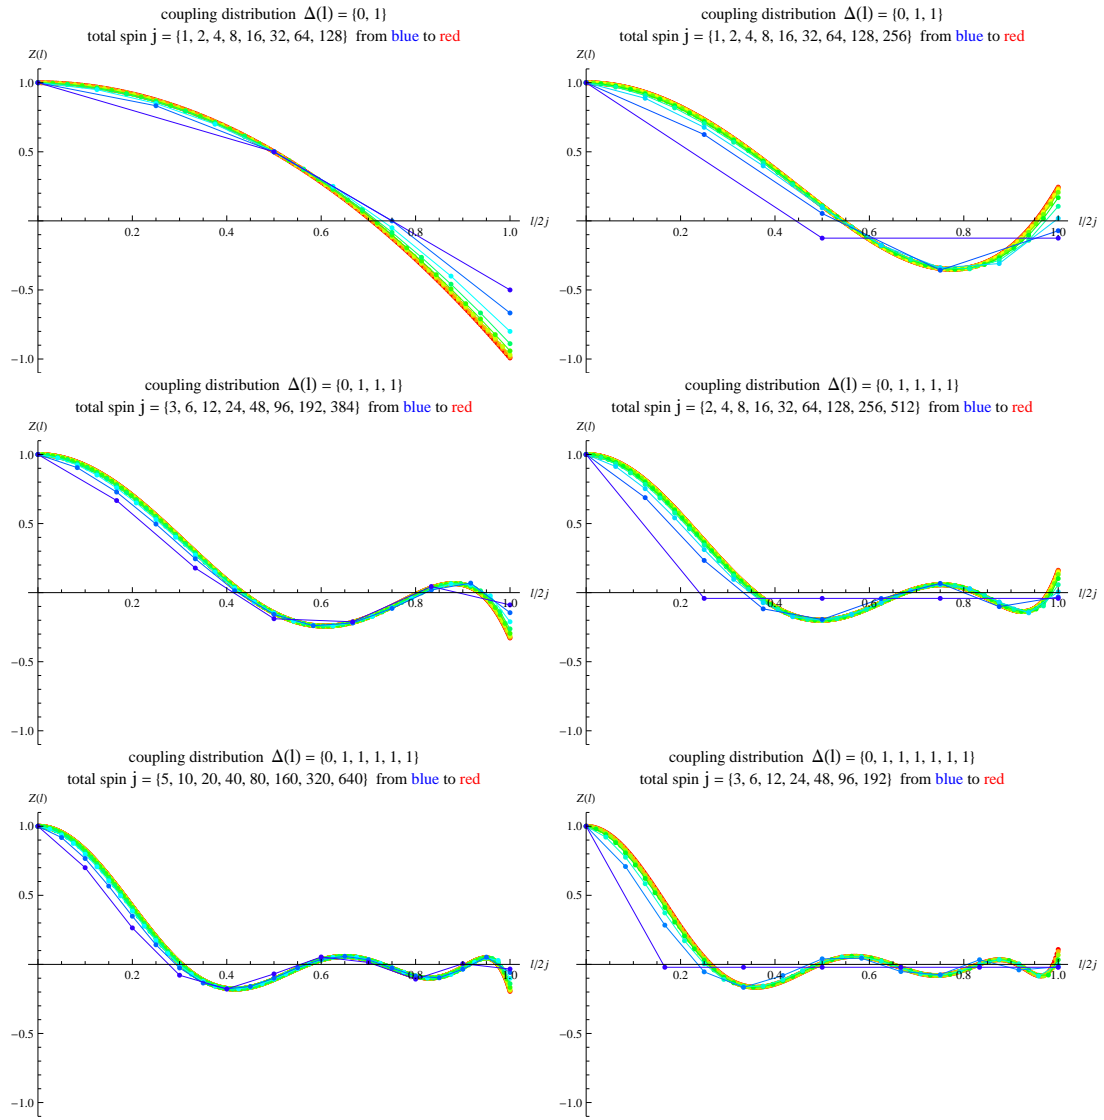 coupling distribution Δ(l) = {0, 1}
total spin j = {1, 2, 4, 8, 16, 32, 64, 128} from blue to red
Z(l)
1.0
0.5
-0.5
-1.0
0.2 0.4 0.6 0.8 1.0
l/2 j
coupling distribution Δ(l) = {0, 1, 1}
total spin j = {1, 2, 4, 8, 16, 32, 64, 128, 256} from blue to red
Z(l)
1.0
0.5
-0.5
-1.0
0.2 0.4 0.6 0.8 1.0
l/2 j
coupling distribution Δ(l) = {0, 1, 1, 1}
total spin j = {3, 6, 12, 24, 48, 96, 192, 384} from blue to red
Z(l)
1.0
0.5
-0.5
-1.0
0.2 0.4 0.6 0.8 1.0
l/2 j
coupling distribution Δ(l) = {0, 1, 1, 1, 1}
total spin j = {2, 4, 8, 16, 32, 64, 128, 256, 512} from blue to red
Z(l)
1.0
0.5
-0.5
-1.0
0.2 0.4 0.6 0.8 1.0
l/2 j
coupling distribution Δ(l) = {0, 1, 1, 1, 1, 1}
total spin j = {5, 10, 20, 40, 80, 160, 320, 640} from blue to red
Z(l)
1.0
0.5
-0.5
-1.0
0.2 0.4 0.6 0.8 1.0
l/2 j
coupling distribution Δ(l) = {0, 1, 1, 1, 1, 1, 1}
total spin j = {3, 6, 12, 24, 48, 96, 192} from blue to red
Z(l)
1.0
0.5
-0.5
-1.0
0.2 0.4 0.6 0.8 1.0
l/2 j